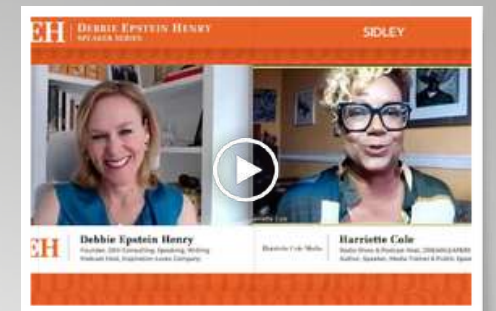 EH DEBBIE EPSTEIN HENRY
SPEAKER SERIES
SIDLEY
EH Debbie Epstein Henry
Founder, DEH Consulting, Speaking, Writing
Podcast Host, Inspiration Loves Company
Harriette Cole Media
Harriette Cole
Author, Speaker, Media Trainer & Public